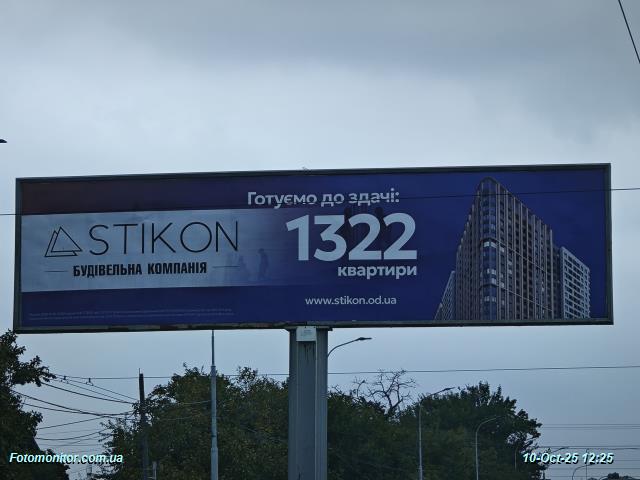 Готуємо до здачі:
STIKON
1322
БУДІВЕЛЬНА КОМПАНІЯ
квартири
www.stikon.od.ua
Fotomonitor.com.ua
10-Oct-25 12:25